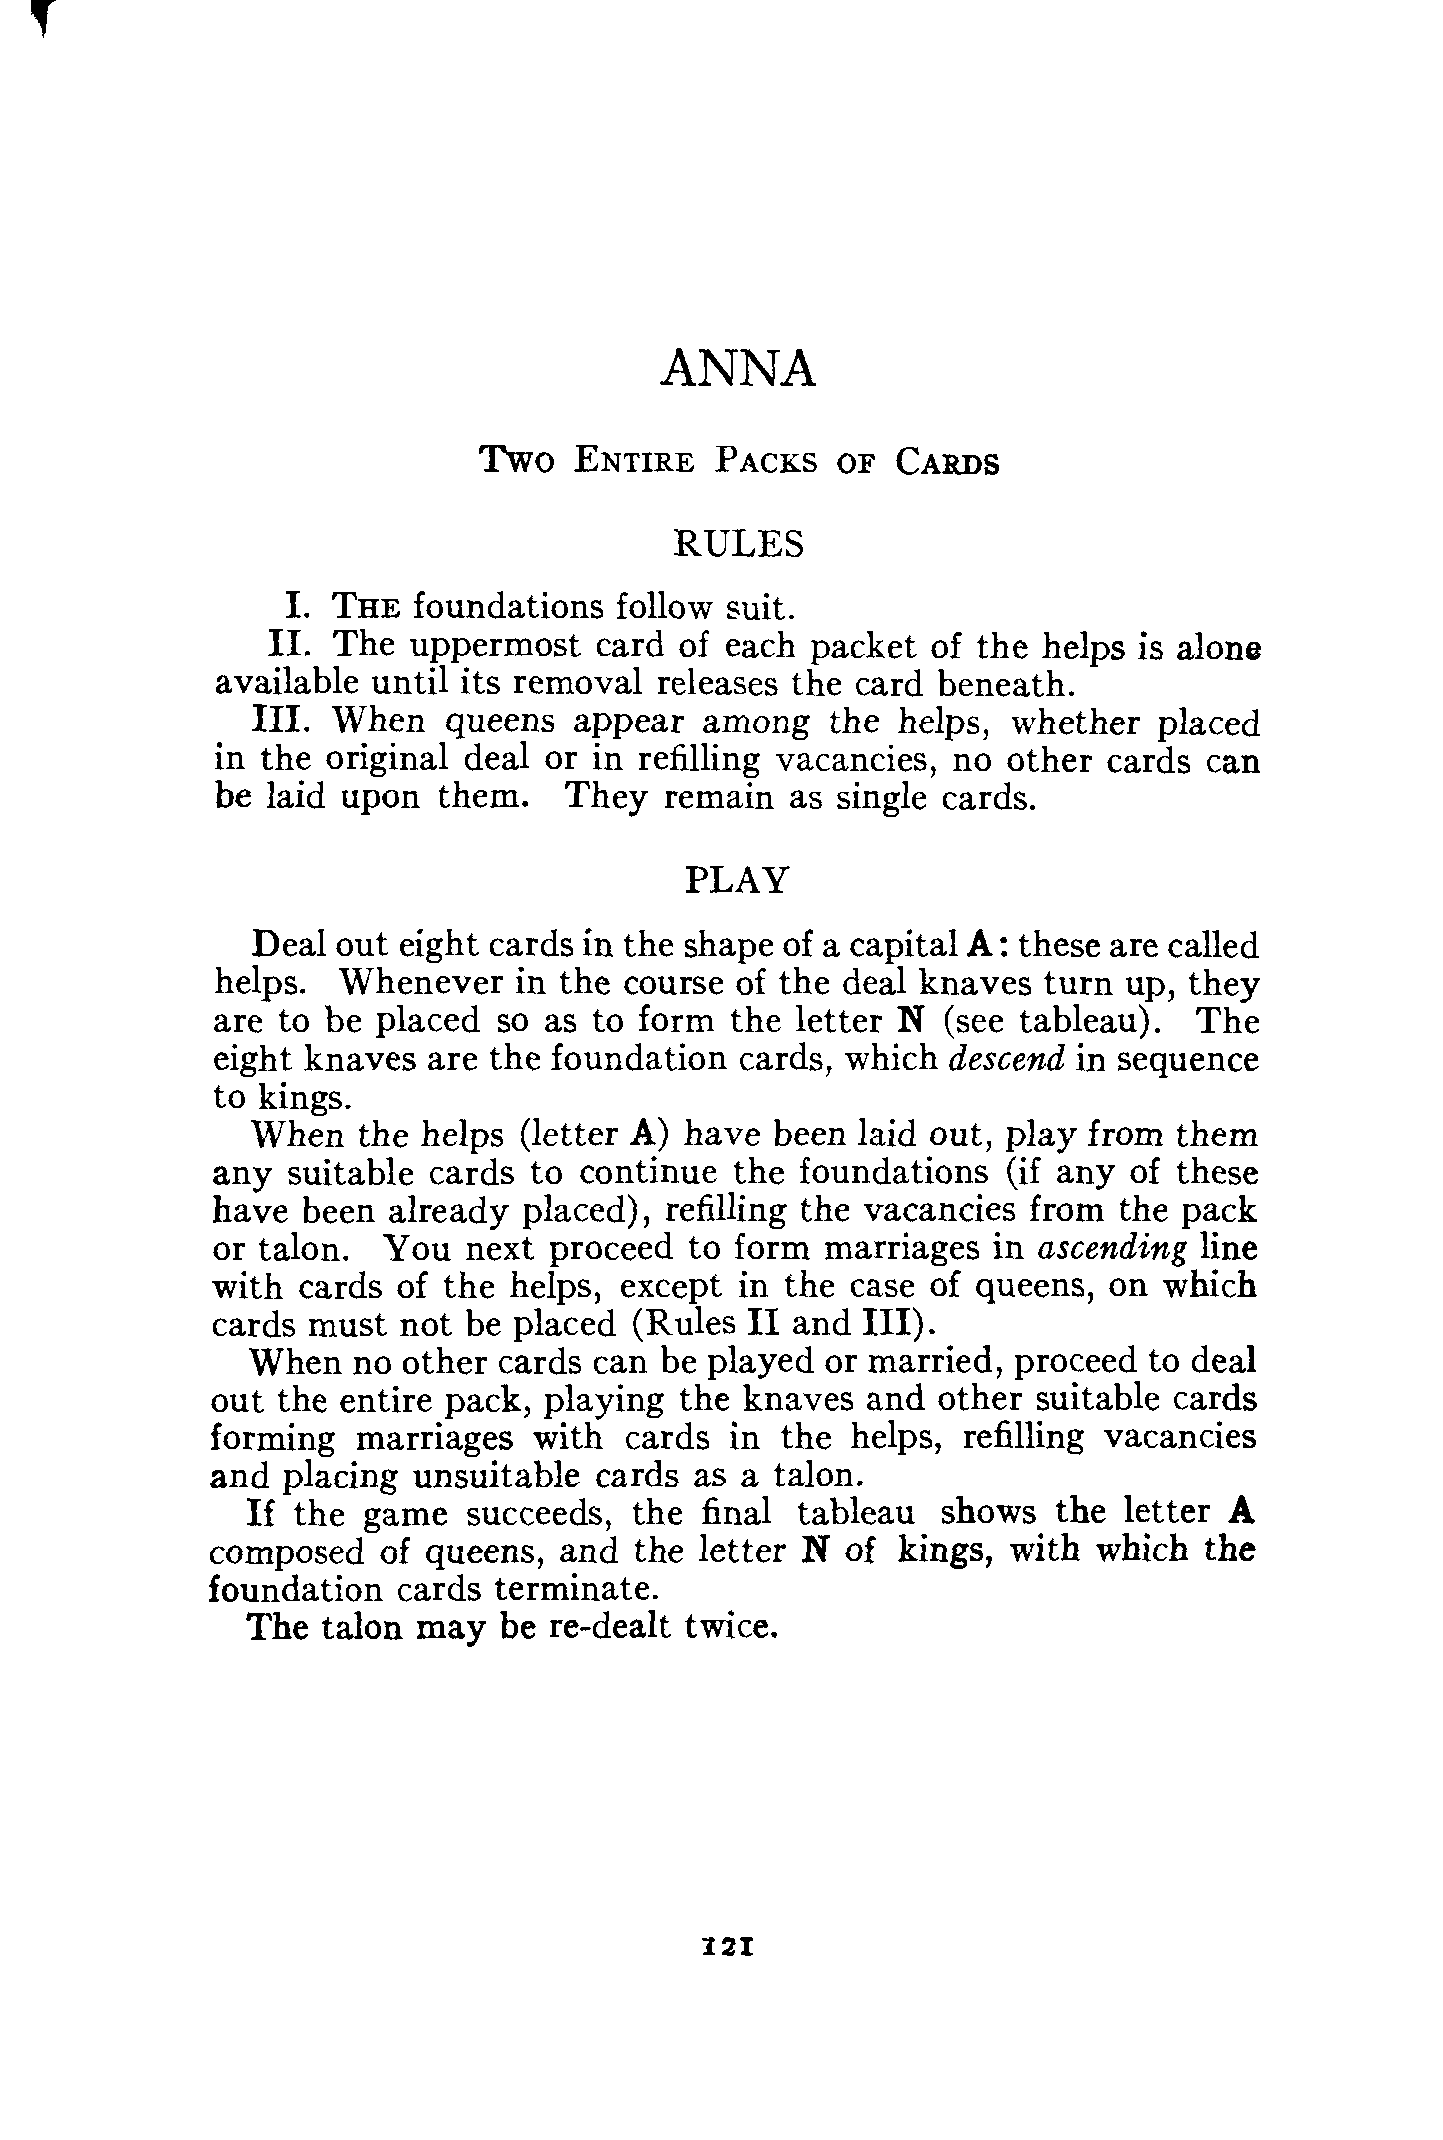 ANNA
Two Entire Packs of Cards
RULES
I. The foundations follow suit.
II. The uppermost card of each packet of the helps is alone
available until its removal releases the card beneath.
III. When queens appear among the helps, whether placed
in the original deal or in refilling vacancies, no other cards can
be laid upon them. They remain as single cards.
PLAY
Deal out eight cards in the shape of a capital A: these are called
helps. Whenever in the course of the deal knaves turn up, they
are to be placed so as to form the letter N (see tableau). The
eight knaves are the foundation cards, which descend in sequence
to kings.
When the helps (letter A) have been laid out, play from them
any suitable cards to continue the foundations (if any of these
have been already placed), refilling the vacancies from the pack
or talon. You next proceed to form marriages in ascending line
with cards of the helps, except in the case of queens, on which
cards must not be placed (Rules II and III).
When no other cards can be played or married, proceed to deal
out the entire pack, playing the knaves and other suitable cards
forming marriages with cards in the helps, refilling vacancies
and placing unsuitable cards as a talon.
If the game succeeds, the final tableau shows the letter A
composed of queens, and the letter N of kings, with which the
foundation cards terminate.
The talon may be re-dealt twice.
121